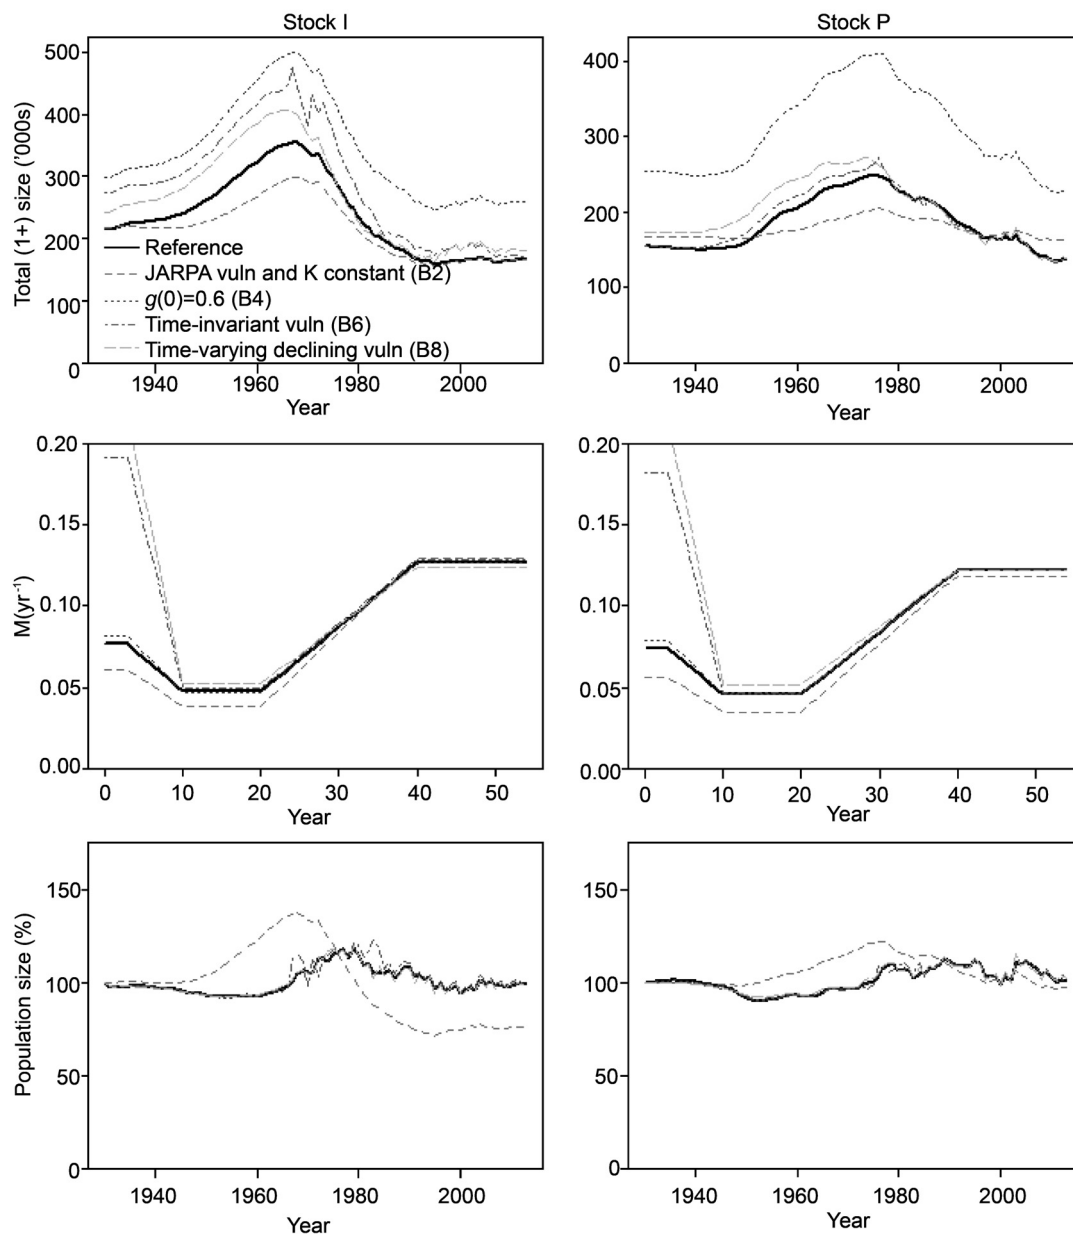 Stock I
Stock P
Total (1+) size ('000s)
500
400
300
200
100
0
Reference
JARPA vuln and K constant (B2)
g(0)=0.6 (B4)
Time-invariant vuln (B6)
Time-varying declining vuln (B8)
1940 1960 1980 2000
Year
400
300
200
100
0
1940 1960 1980 2000
Year
M(yr⁻¹)
0.20
0.15
0.10
0.05
0.00
0 10 20 30 40 50
Year
0.20
0.15
0.10
0.05
0.00
0 10 20 30 40 50
Year
Population size (%)
150
100
50
0
1940 1960 1980 2000
Year
150
100
50
0
1940 1960 1980 2000
Year